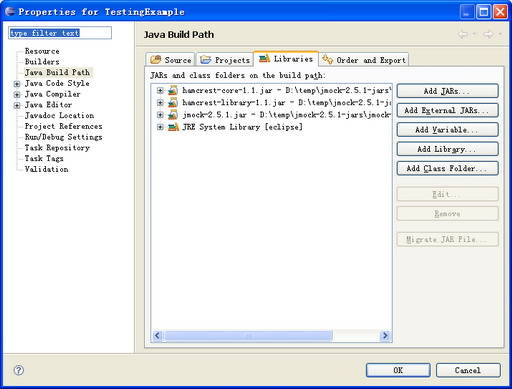 Properties for TestingExample
type filter text
Resource
Builders
Java Build Path
Java Code Style
Java Compiler
Java Editor
Javadoc Location
Project References
Run/Debug Settings
Task Repository
Task Tags
Validation
Java Build Path
Source
Projects
Libraries
Order and Export
JARs and class folders on the build path:
hamcrest-core-1.1.jar - D:\temp\jmock-2.5.1-jars\
hamcrest-library-1.1.jar - D:\temp\jmock-2.5.1-j
jmock-2.5.1.jar - D:\temp\jmock-2.5.1-jars\jmock-
JRE System Library [eclipse]
Add JARs...
Add External JARs...
Add Variable...
Add Library...
Add Class Folder...
Edit...
Remove
Migrate JAR File...
OK
Cancel